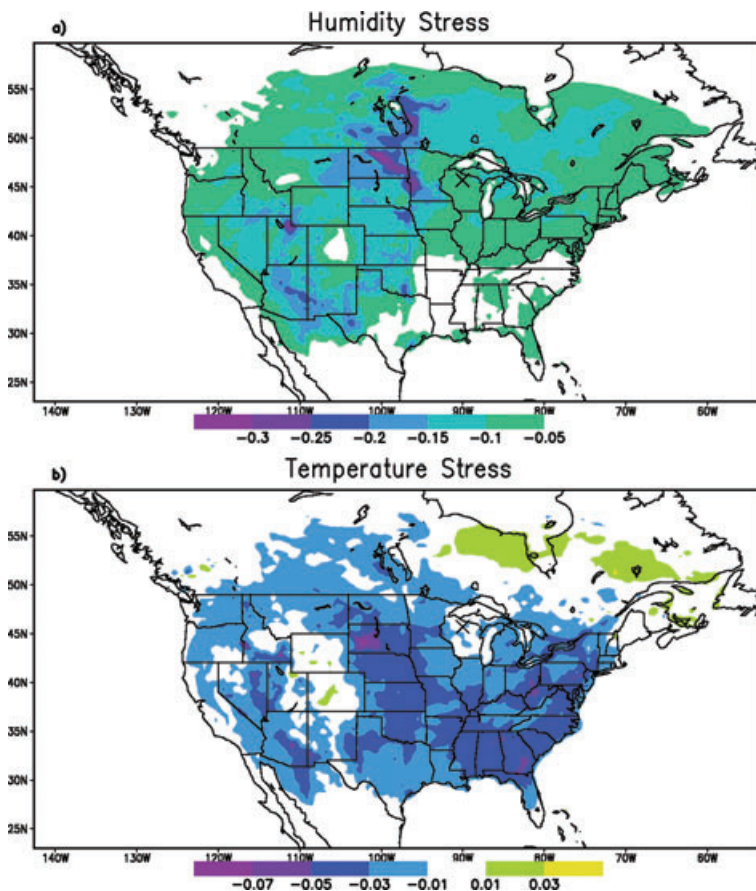 a) Humidity Stress
55N
50N
45N
40N
35N
30N
25N
140W 120W 110W 100W 90W 80W 70W 60W
−0.3 −0.25 −0.2 −0.15 −0.1 −0.05
b) Temperature Stress
55N
50N
45N
40N
35N
30N
25N
140W 120W 110W 100W 90W 80W 70W 60W
−0.07 −0.05 −0.03 −0.01 0.01 0.03